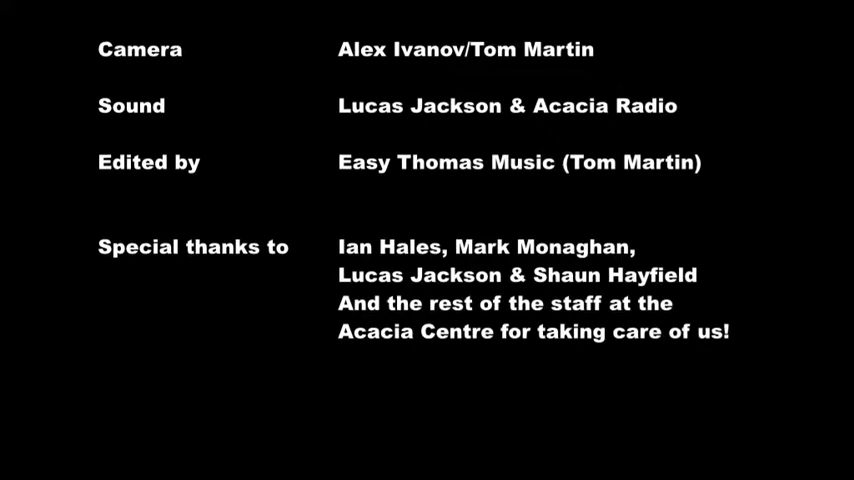 Camera Alex Ivanov/Tom Martin
Sound Lucas Jackson & Acacia Radio
Edited by Easy Thomas Music (Tom Martin)
Special thanks to Ian Hales, Mark Monaghan,
Lucas Jackson & Shaun Hayfield
And the rest of the staff at the
Acacia Centre for taking care of us!